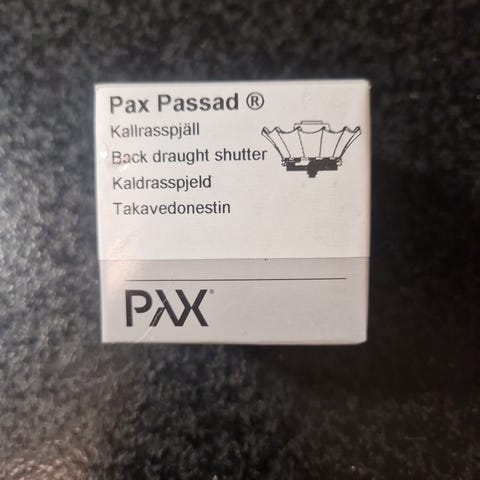 Pax Passad ®
Kallrasspjäll
Back draught shutter
Kaldrasspjeld
Takavedonestin
PAX®